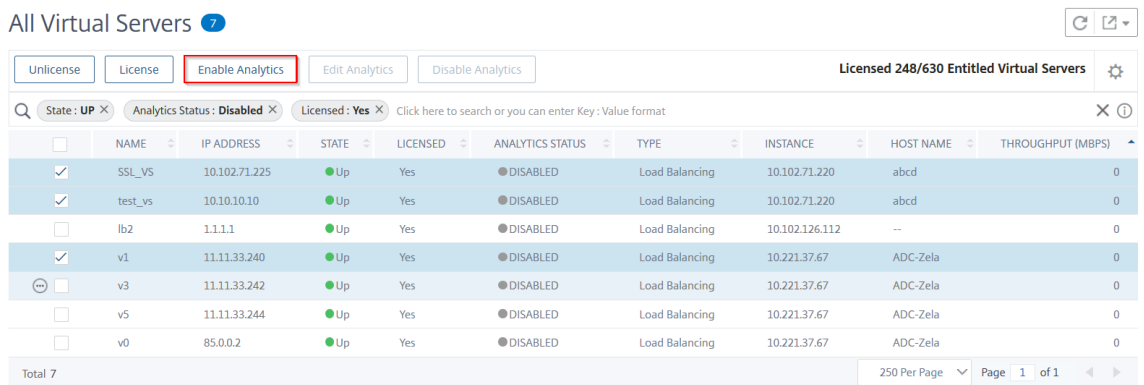 All Virtual Servers 7
Unlicense License Enable Analytics Edit Analytics Disable Analytics Licensed 248/630 Entitled Virtual Servers
State : UP × Analytics Status : Disabled × Licensed : Yes × Click here to search or you can enter Key : Value format
NAME IP ADDRESS STATE LICENSED ANALYTICS STATUS TYPE INSTANCE HOST NAME THROUGHPUT (MBPS)
SSL_VS 10.102.71.225 Up Yes DISABLED Load Balancing 10.102.71.220 abcd 0
test_vs 10.10.10.10 Up Yes DISABLED Load Balancing 10.102.71.220 abcd 0
lb2 1.1.1.1 Up Yes DISABLED Load Balancing 10.102.126.112 -- 0
v1 11.11.33.240 Up Yes DISABLED Load Balancing 10.221.37.67 ADC-Zela 0
v3 11.11.33.242 Up Yes DISABLED Load Balancing 10.221.37.67 ADC-Zela 0
v5 11.11.33.244 Up Yes DISABLED Load Balancing 10.221.37.67 ADC-Zela 0
v0 85.0.0.2 Up Yes DISABLED Load Balancing 10.221.37.67 ADC-Zela 0
Total 7 250 Per Page Page 1 of 1